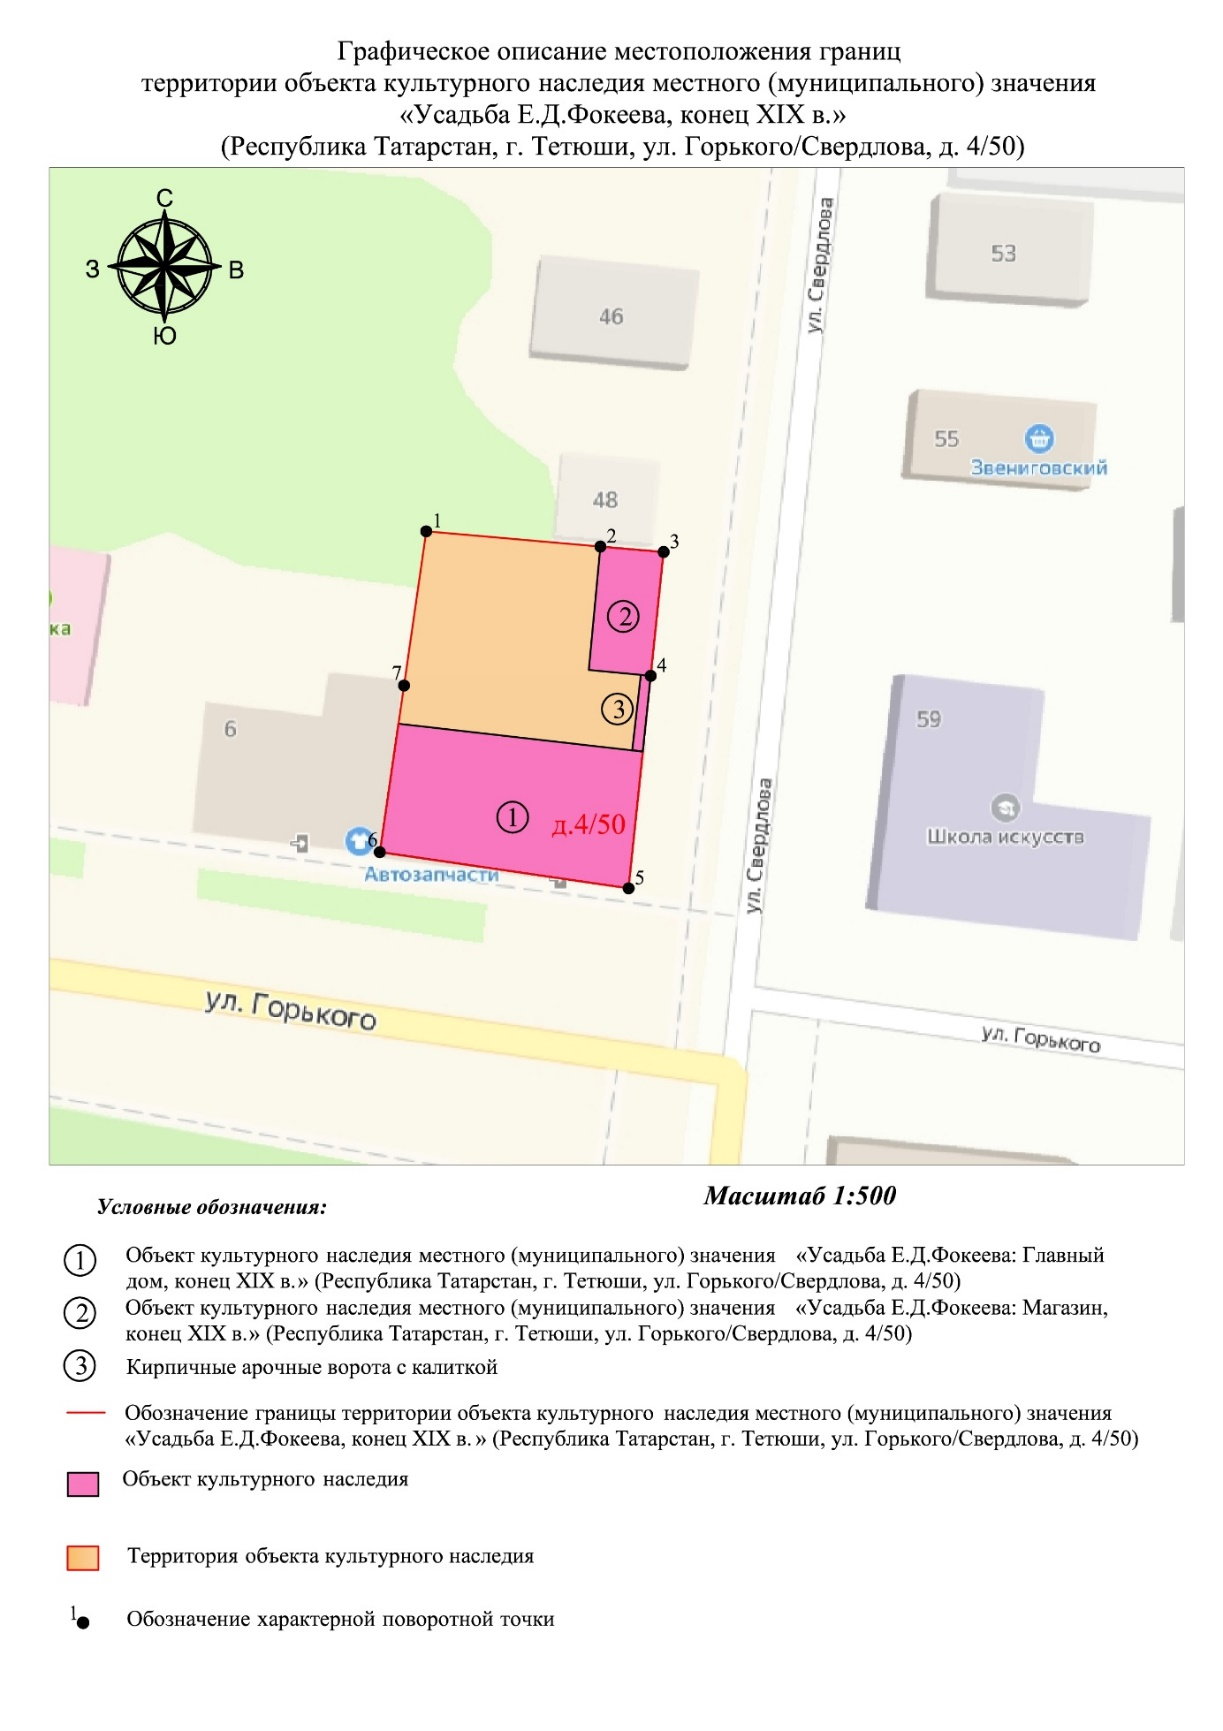 Графическое описание местоположения границ
территории объекта культурного наследия местного (муниципального) значения
«Усадьба Е.Д.Фокеева, конец XIX в.»
(Республика Татарстан, г. Тетюши, ул. Горького/Свердлова, д. 4/50)
С
З
В
Ю
ул. Свердлова
53
46
55
Звениговский
48
1
2
3
2
4
ка
7
3
6
59
1
д.4/50
Школа искусств
ул. Свердлова
6
Автозапчасти
5
ул. Горького
ул. Горького
Условные обозначения:
Масштаб 1:500
1
Объект культурного наследия местного (муниципального) значения «Усадьба Е.Д.Фокеева: Главный
дом, конец XIX в.» (Республика Татарстан, г. Тетюши, ул. Горького/Свердлова, д. 4/50)
2
Объект культурного наследия местного (муниципального) значения «Усадьба Е.Д.Фокеева: Магазин,
конец XIX в.» (Республика Татарстан, г. Тетюши, ул. Горького/Свердлова, д. 4/50)
3
Кирпичные арочные ворота с калиткой
Обозначение границы территории объекта культурного наследия местного (муниципального) значения
«Усадьба Е.Д.Фокеева, конец XIX в.» (Республика Татарстан, г. Тетюши, ул. Горького/Свердлова, д. 4/50)
Объект культурного наследия
Территория объекта культурного наследия
1
Обозначение характерной поворотной точки